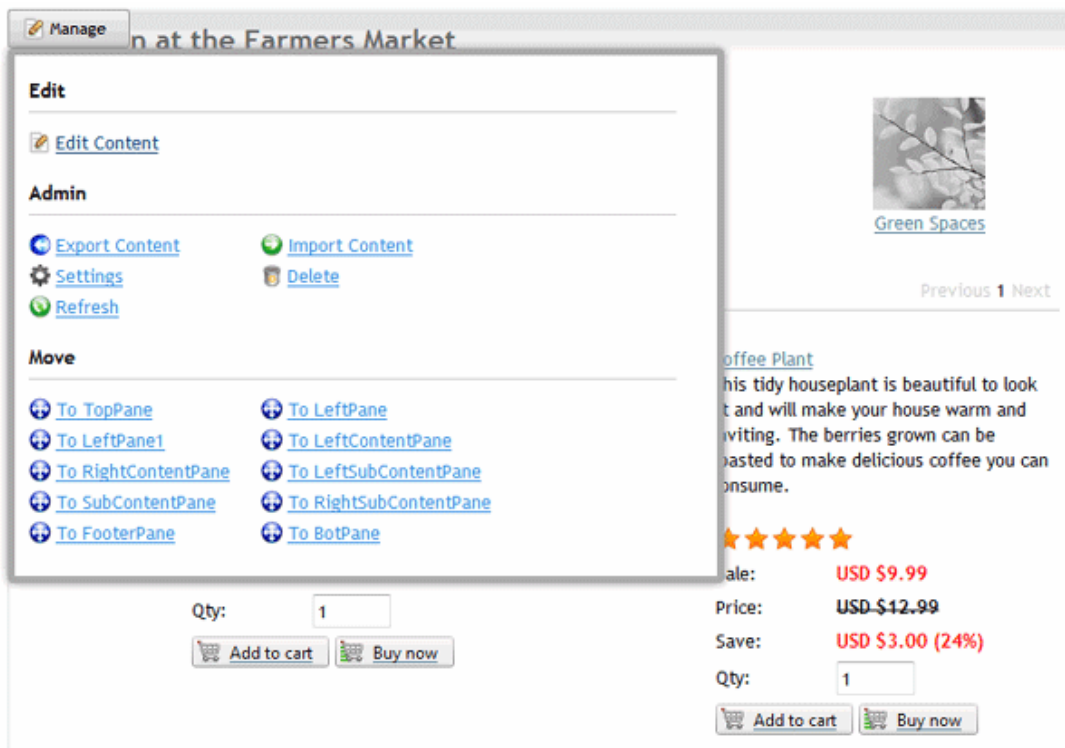 Manage
n at the Farmers Market
Edit
Edit Content
Admin
Export Content Import Content
Settings Delete
Refresh
Move
To TopPane To LeftPane
To LeftPane1 To LeftContentPane
To RightContentPane To LeftSubContentPane
To SubContentPane To RightSubContentPane
To FooterPane To BotPane
Qty: 1
Add to cart Buy now
Green Spaces
Previous 1 Next
offee Plant
his tidy houseplant is beautiful to look
t and will make your house warm and
viting. The berries grown can be
asted to make delicious coffee you can
onsume.
ale: USD $9.99
Price: USD $12.99
Save: USD $3.00 (24%)
Qty: 1
Add to cart Buy now